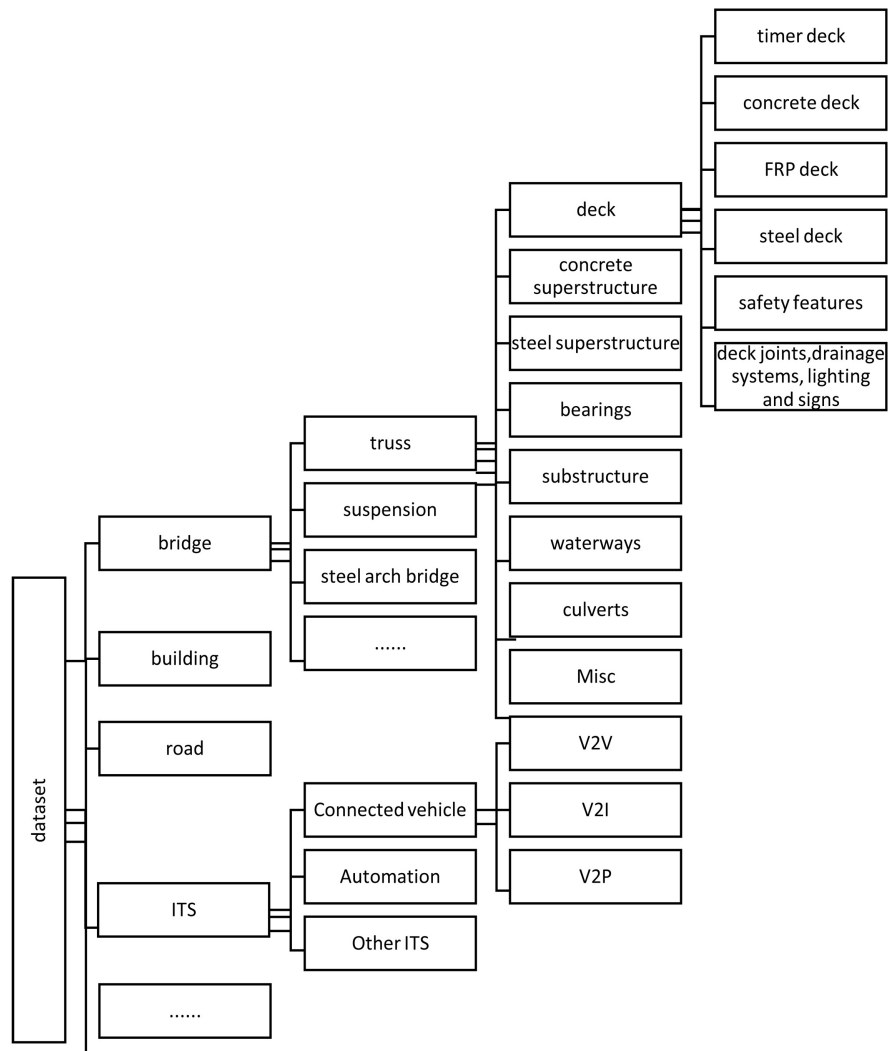 timer deck
concrete deck
FRP deck
deck
steel deck
concrete
superstructure
safety features
steel superstructure
deck joints,drainage
systems, lighting
and signs
bearings
truss
substructure
suspension
bridge
waterways
steel arch bridge
culverts
......
building
Misc
road
V2V
dataset
Connected vehicle
V2I
Automation
V2P
ITS
Other ITS
......